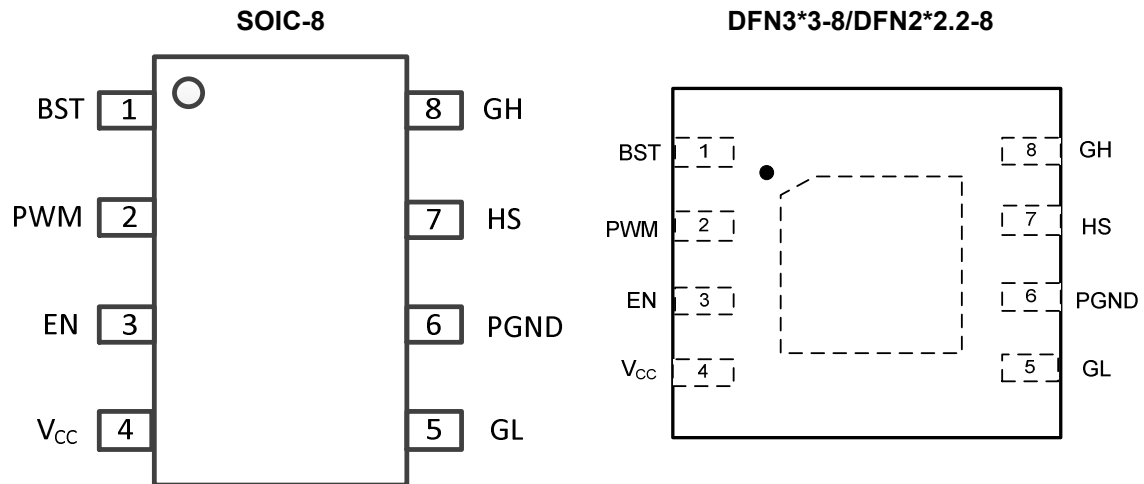 SOIC-8
BST 1 8 GH
PWM 2 7 HS
EN 3 6 PGND
VCC 4 5 GL
DFN3*3-8/DFN2*2.2-8
BST 1 8 GH
PWM 2 7 HS
EN 3 6 PGND
VCC 4 5 GL